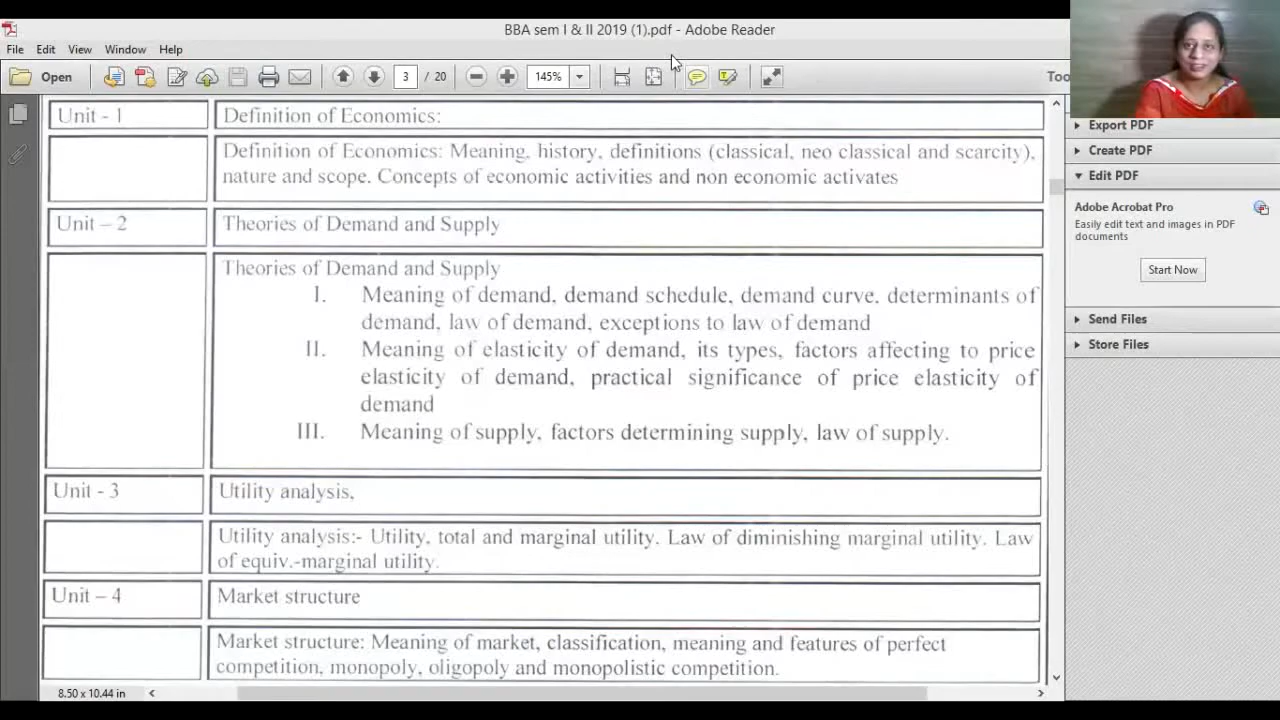 BBA sem I & II 2019 (1).pdf - Adobe Reader
File Edit View Window Help
Open 3 / 20 145% Too
Unit - 1 Definition of Economics:
Definition of Economics: Meaning, history, definitions (classical, neo classical and scarcity),
nature and scope. Concepts of economic activities and non economic activates
Unit – 2 Theories of Demand and Supply
Theories of Demand and Supply
I. Meaning of demand, demand schedule, demand curve, determinants of
demand, law of demand, exceptions to law of demand
II. Meaning of elasticity of demand, its types, factors affecting to price
elasticity of demand, practical significance of price elasticity of
demand
III. Meaning of supply, factors determining supply, law of supply.
Unit - 3 Utility analysis,
Utility analysis:- Utility, total and marginal utility. Law of diminishing marginal utility. Law
of equiv.-marginal utility.
Unit – 4 Market structure
Market structure: Meaning of market, classification, meaning and features of perfect
competition, monopoly, oligopoly and monopolistic competition.
8.50 x 10.44 in
Export PDF
Create PDF
Edit PDF
Adobe Acrobat Pro
Easily edit text and images in PDF
documents
Start Now
Send Files
Store Files